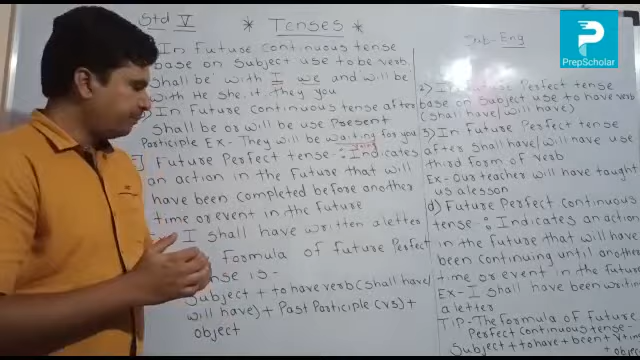 Std V
* Tenses *
Sub- Eng
PrepScholar
In Future Continuous tense
base on Subject use to be verb.
'shall be' with I we and 'will be'
with He she, it, They you
In Future Continuous tense after
shall be or will be use Present
Participle Ex- They will be waiting for you
Future Perfect tense :- Indicates
an action in the future that will
have been completed before another
time or event in the future
I shall have written a letter
Formula of future Perfect
is-
Subject + to have verb (shall have/
will have) + Past Participle (V3) +
object
2) In Future Perfect tense
base on Subject use to have verb
(shall have/ will have)
3) In Future Perfect tense
after shall have/ will have use
third form of verb
Ex- Our teacher will have taught
us a lesson
d) Future Perfect continuous
tense :- Indicates an action
in the future that will have
been continuing until another
time or event in the future
Ex- I shall have been writing
a letter
Tip- The formula of future
Perfect continuous tense-
Subject + to have + been + V+ing
+ object